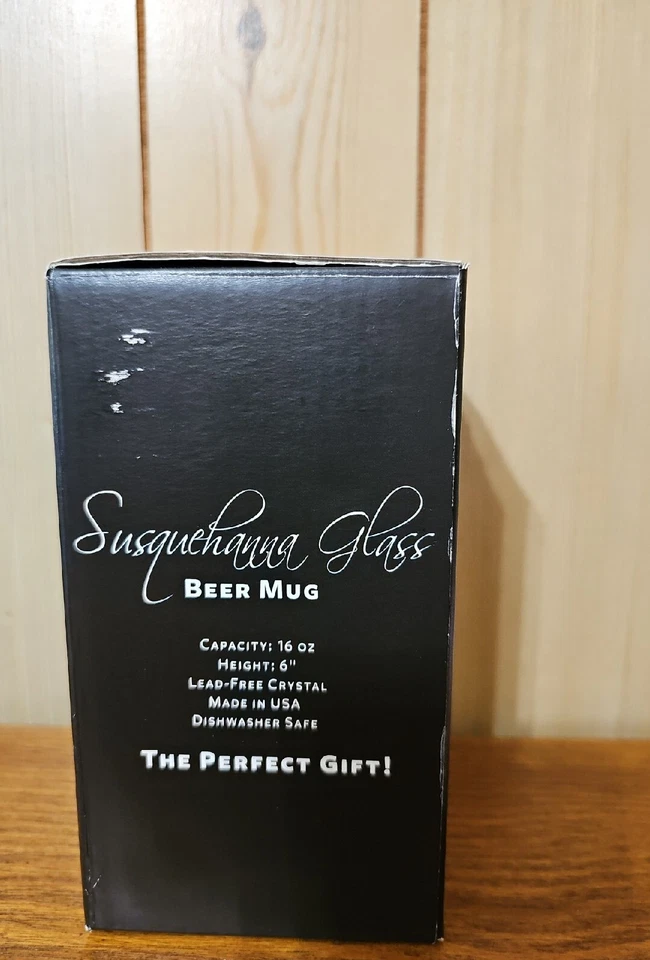 Susquehanna Glass
Beer Mug
Capacity: 16 oz
Height: 6"
Lead-Free Crystal
Made in USA
Dishwasher Safe
The Perfect Gift!